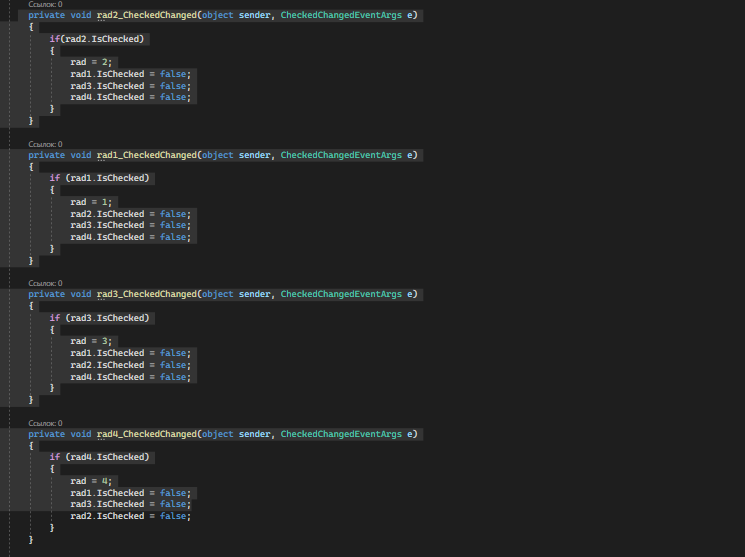 Ссылок: 0
private void rad2_CheckedChanged(object sender, CheckedChangedEventArgs e)
{
if(rad2.IsChecked)
{
rad = 2;
rad1.IsChecked = false;
rad3.IsChecked = false;
rad4.IsChecked = false;
}
}
Ссылок: 0
private void rad1_CheckedChanged(object sender, CheckedChangedEventArgs e)
{
if (rad1.IsChecked)
{
rad = 1;
rad2.IsChecked = false;
rad3.IsChecked = false;
rad4.IsChecked = false;
}
}
Ссылок: 0
private void rad3_CheckedChanged(object sender, CheckedChangedEventArgs e)
{
if (rad3.IsChecked)
{
rad = 3;
rad1.IsChecked = false;
rad2.IsChecked = false;
rad4.IsChecked = false;
}
}
Ссылок: 0
private void rad4_CheckedChanged(object sender, CheckedChangedEventArgs e)
{
if (rad4.IsChecked)
{
rad = 4;
rad1.IsChecked = false;
rad3.IsChecked = false;
rad2.IsChecked = false;
}
}